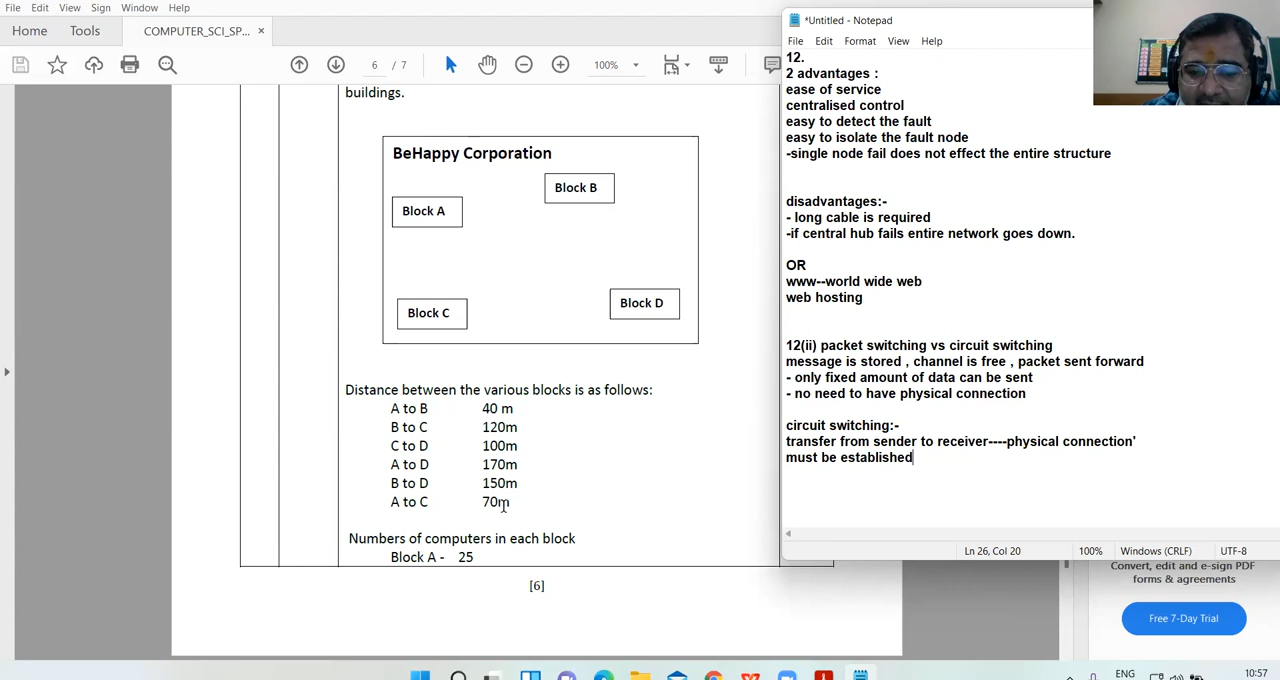 File Edit View Sign Window Help
Home Tools COMPUTER_SCI_SP... ×
6 / 7 100%
buildings.
BeHappy Corporation
Block B
Block A
Block D
Block C
Distance between the various blocks is as follows:
A to B 40 m
B to C 120m
C to D 100m
A to D 170m
B to D 150m
A to C 70m
Numbers of computers in each block
Block A - 25
[6]
*Untitled - Notepad
File Edit Format View Help
12.
2 advantages :
ease of service
centralised control
easy to detect the fault
easy to isolate the fault node
-single node fail does not effect the entire structure
disadvantages:-
- long cable is required
-if central hub fails entire network goes down.
OR
www--world wide web
web hosting
12(ii) packet switching vs circuit switching
message is stored , channel is free , packet sent forward
- only fixed amount of data can be sent
- no need to have physical connection
circuit switching:-
transfer from sender to receiver----physical connection'
must be established
Ln 26, Col 20 100% Windows (CRLF) UTF-8
Convert, edit and e-sign PDF
forms & agreements
Free 7-Day Trial
ENG 10:57